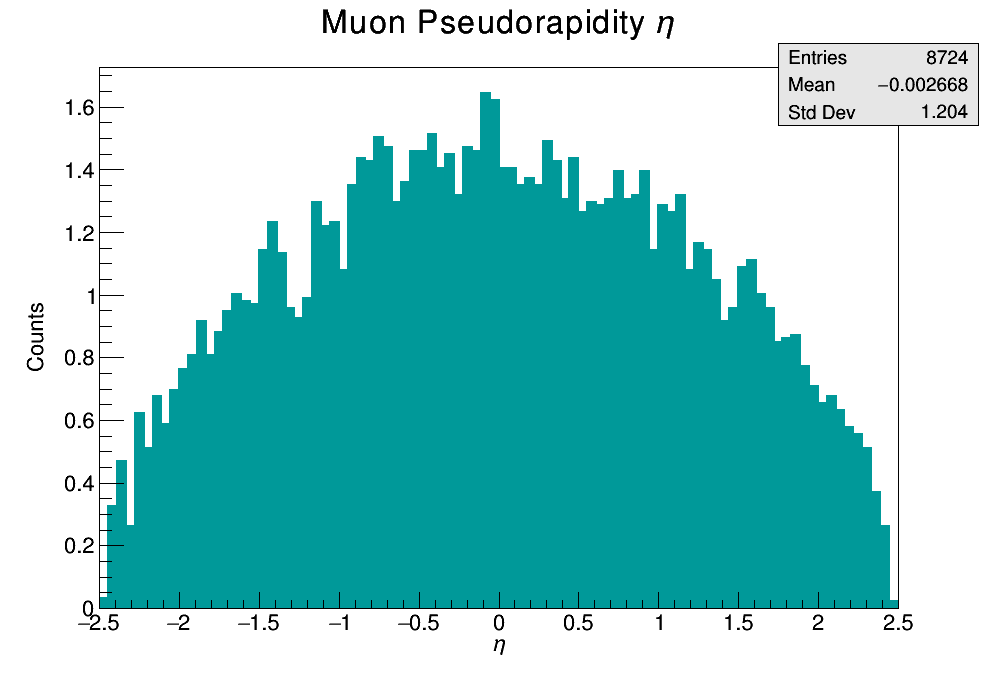 Muon Pseudorapidity η
Entries 8724
Mean −0.002668
Std Dev 1.204
1.6
1.4
1.2
1
0.8
0.6
0.4
0.2
0
Counts
−2.5 −2 −1.5 −1 −0.5 0 0.5 1 1.5 2 2.5
η